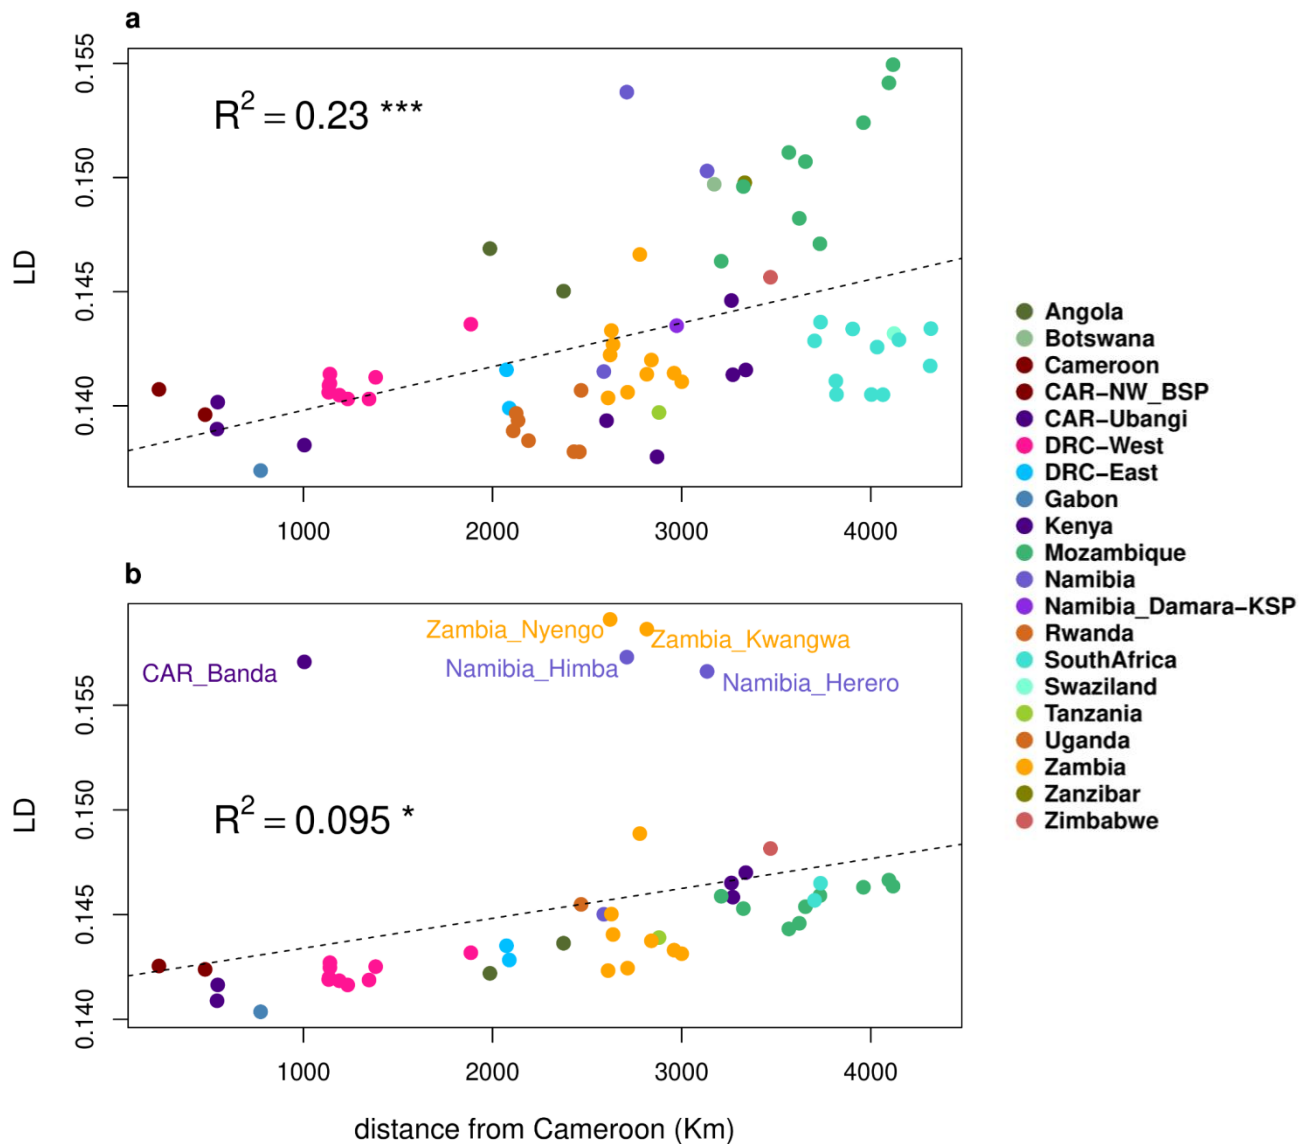 a
R² = 0.23 ***
LD
0.155
0.150
0.145
0.140
1000 2000 3000 4000
b
Zambia_Nyengo
Zambia_Kwangwa
CAR_Banda
Namibia_Himba
Namibia_Herero
R² = 0.095 *
LD
0.155
0.150
0.145
0.140
1000 2000 3000 4000
distance from Cameroon (Km)
Angola
Botswana
Cameroon
CAR−NW_BSP
CAR−Ubangi
DRC−West
DRC−East
Gabon
Kenya
Mozambique
Namibia
Namibia_Damara−KSP
Rwanda
SouthAfrica
Swaziland
Tanzania
Uganda
Zambia
Zanzibar
Zimbabwe